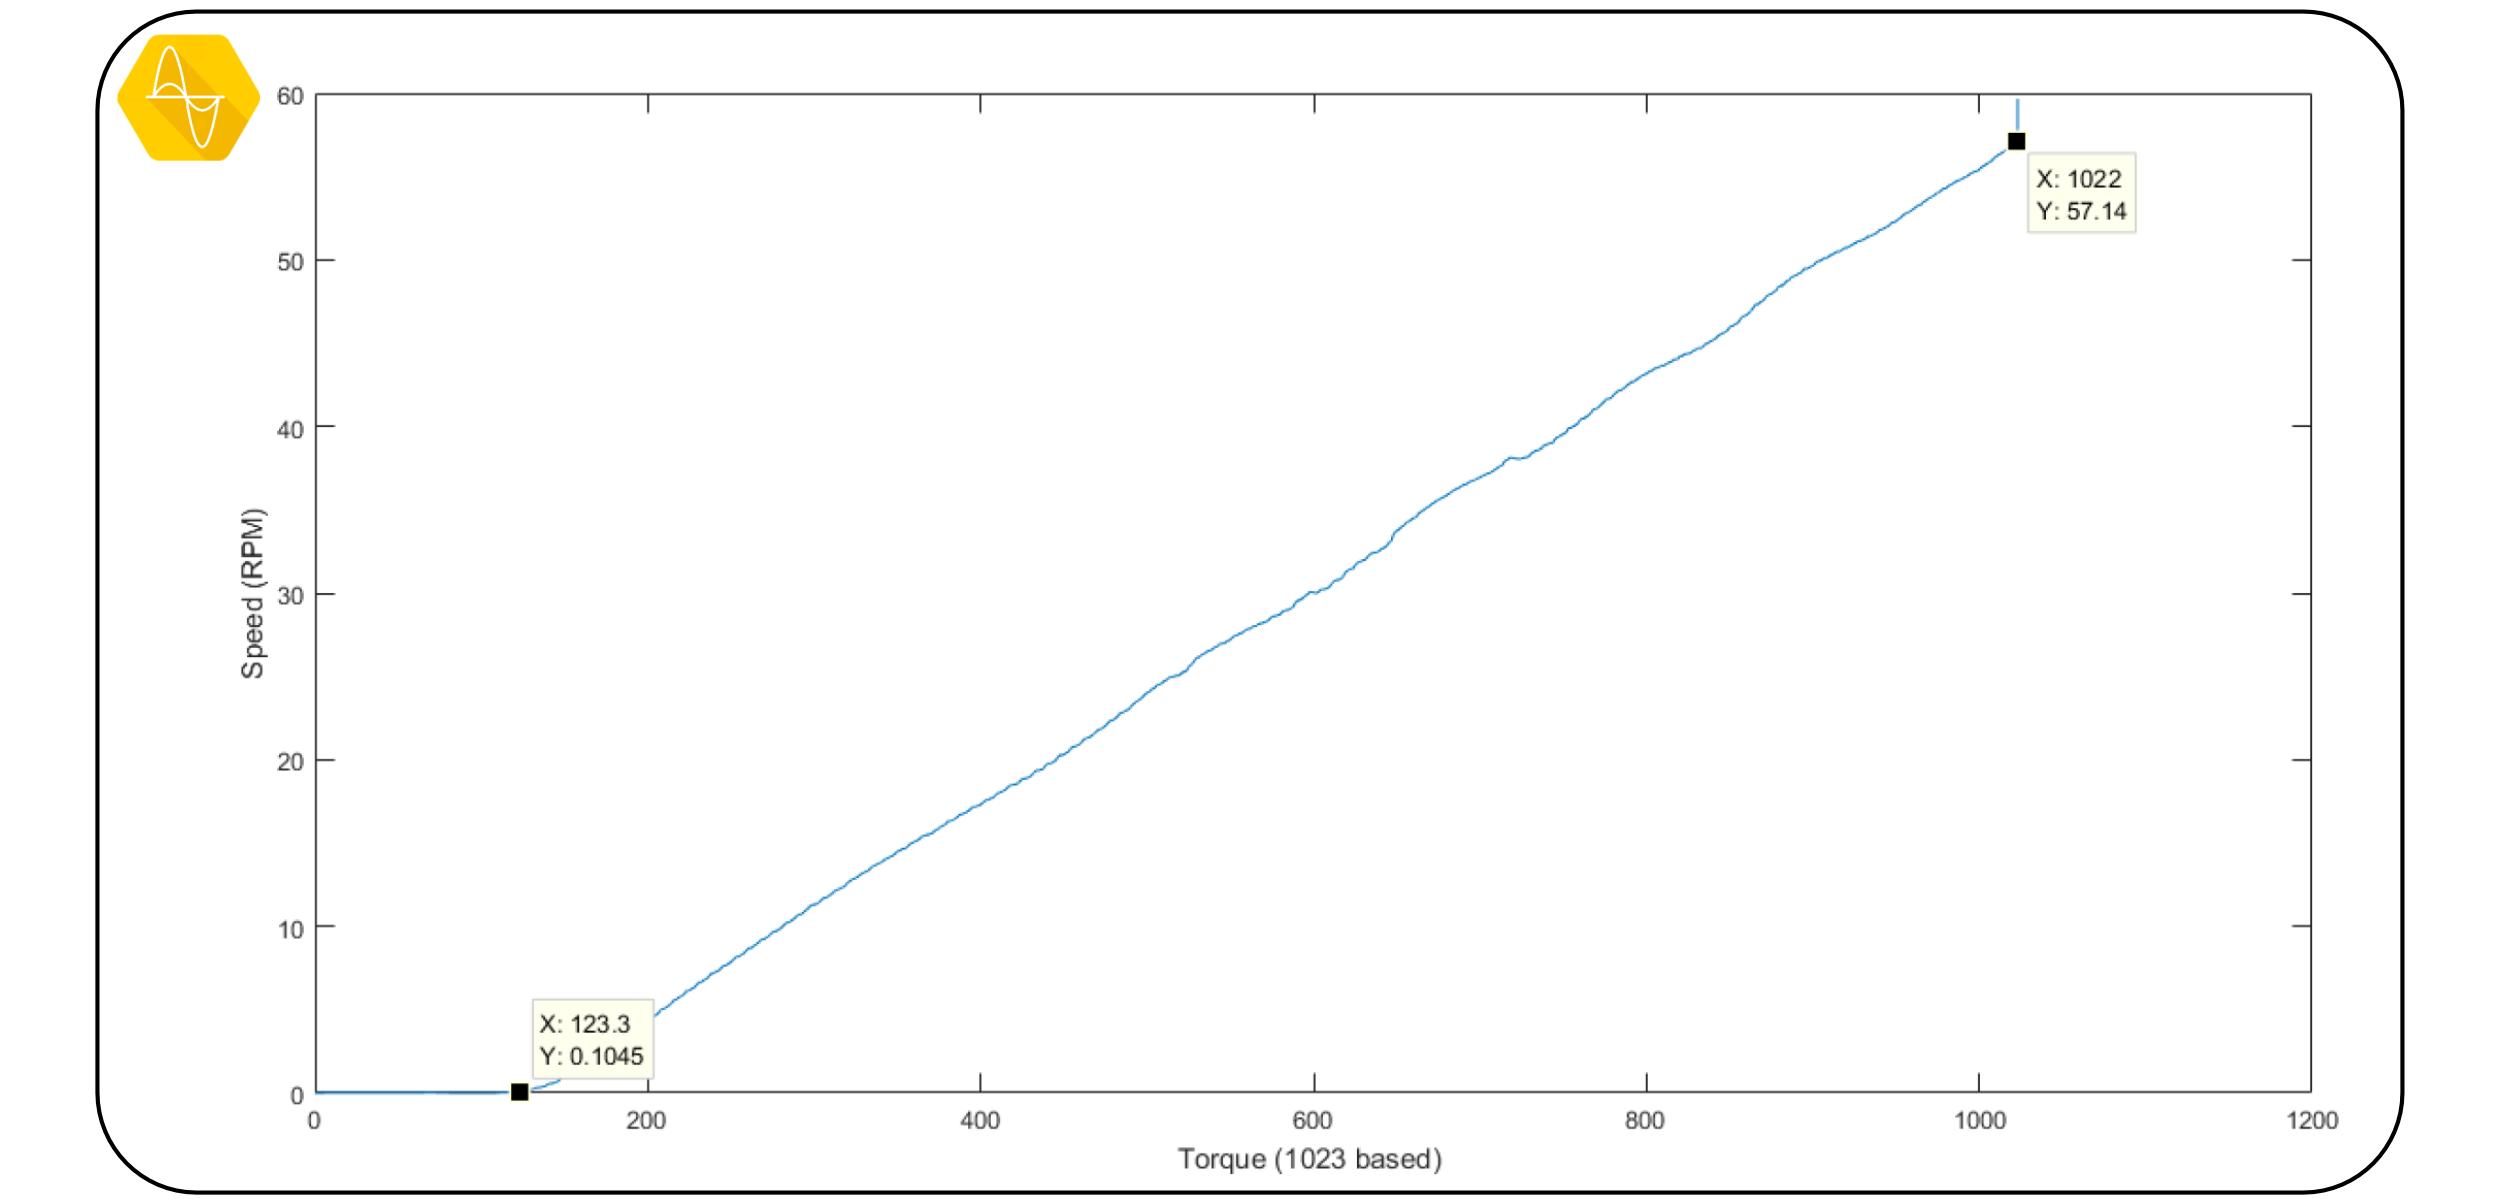 60
50
40
30
20
10
0
Speed (RPM)
X: 1022
Y: 57.14
X: 123.3
Y: 0.1045
0 200 400 600 800 1000 1200
Torque (1023 based)